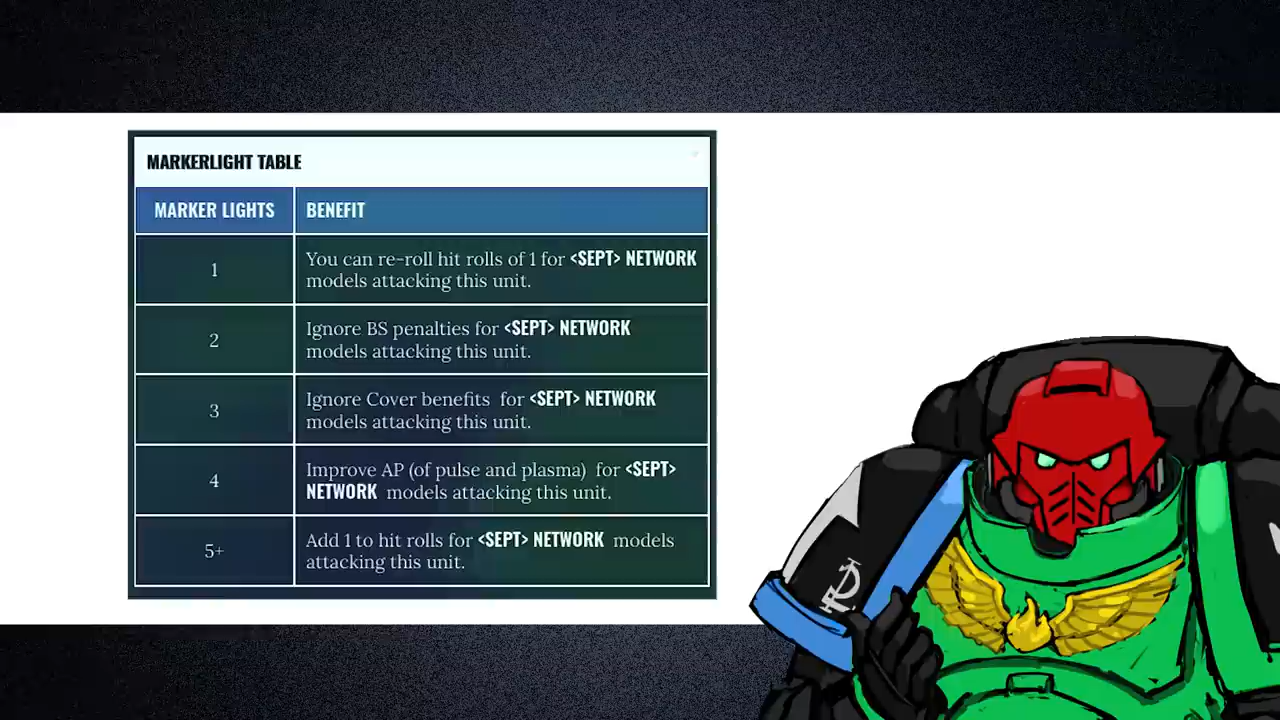 MARKERLIGHT TABLE
MARKER LIGHTS BENEFIT
1 You can re-roll hit rolls of 1 for <SEPT> NETWORK
models attacking this unit.
2 Ignore BS penalties for <SEPT> NETWORK
models attacking this unit.
3 Ignore Cover benefits for <SEPT> NETWORK
models attacking this unit.
4 Improve AP (of pulse and plasma) for <SEPT>
NETWORK models attacking this unit.
5+ Add 1 to hit rolls for <SEPT> NETWORK models
attacking this unit.